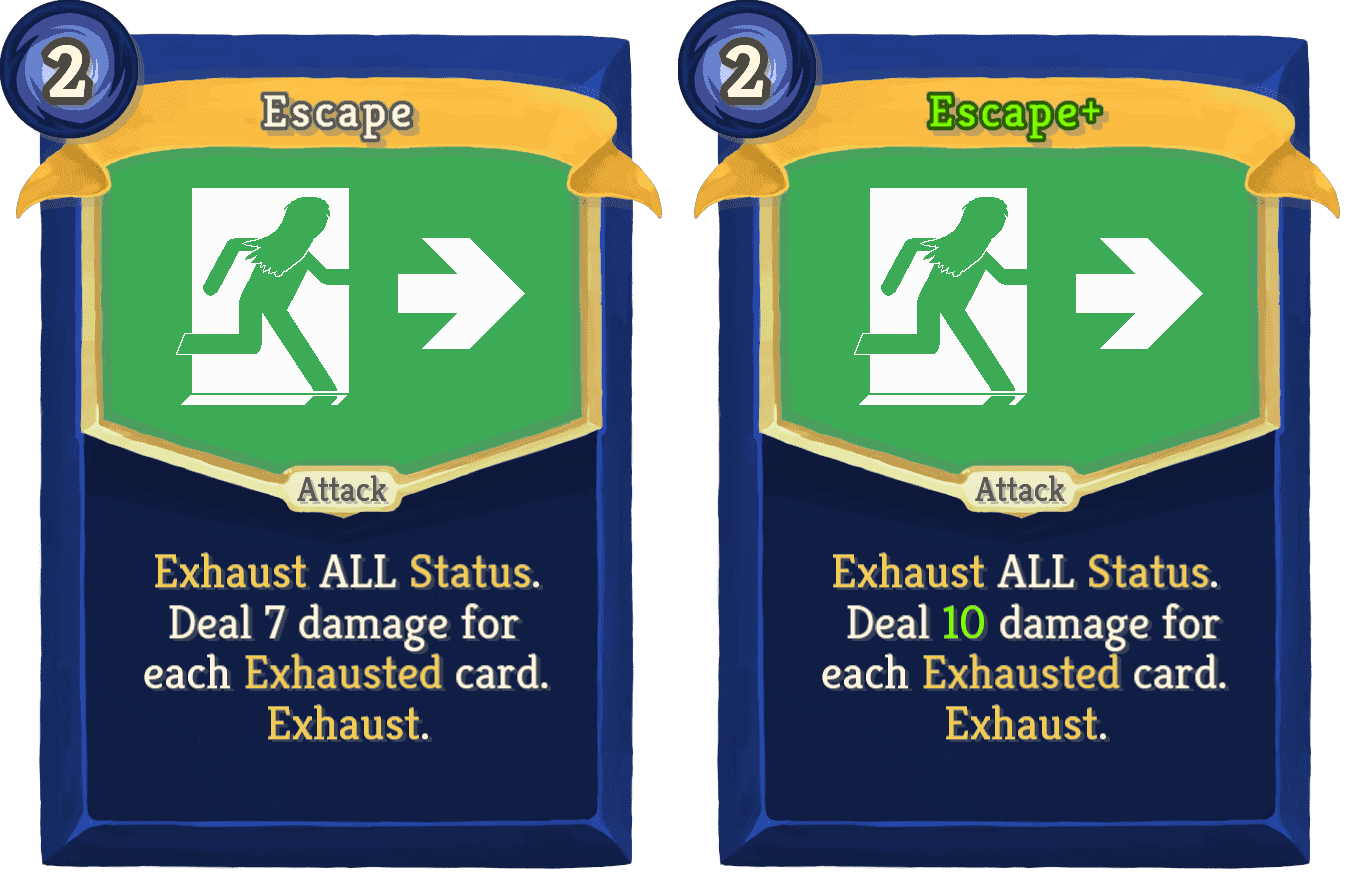 2
Escape
Attack
Exhaust ALL Status.
Deal 7 damage for
each Exhausted card.
Exhaust.
2
Escape+
Attack
Exhaust ALL Status.
Deal 10 damage for
each Exhausted card.
Exhaust.